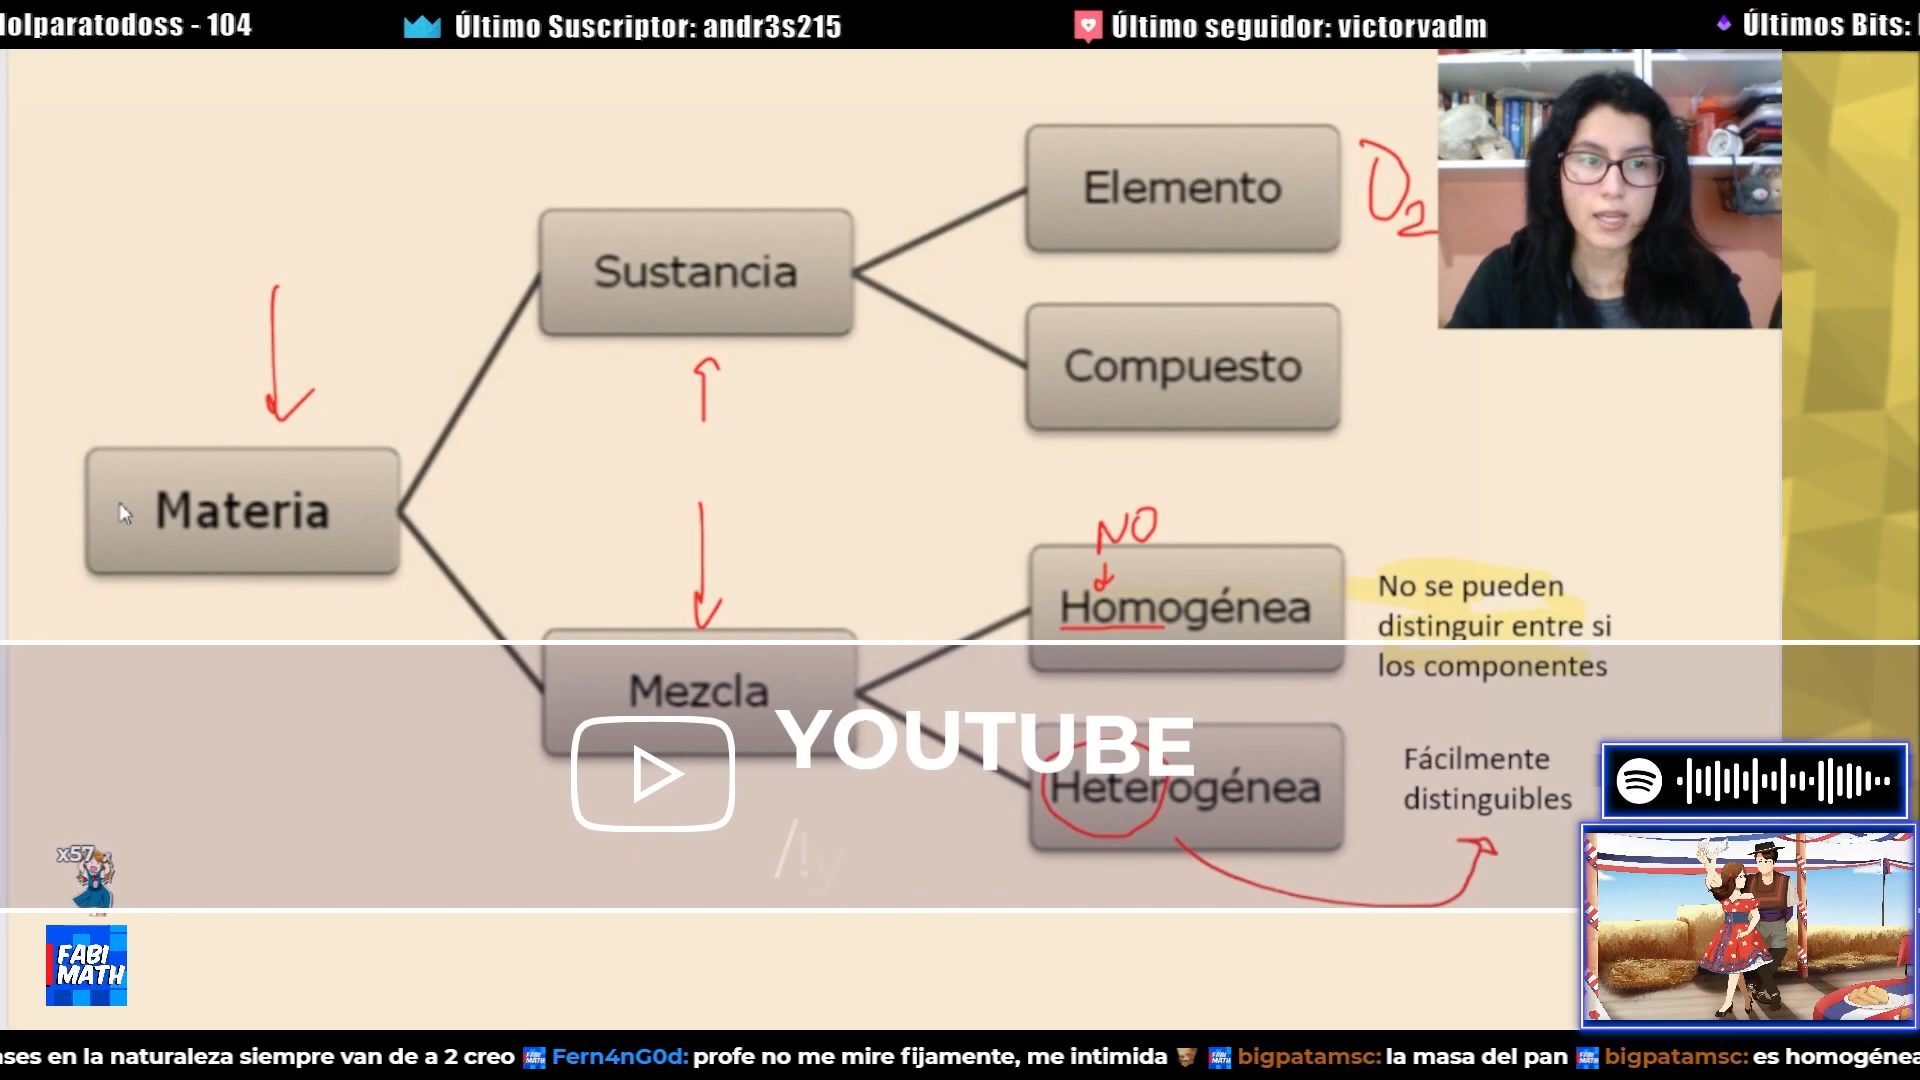 lolparatodoss - 104
Último Suscriptor: andr3s215
Último seguidor: victorvadm
Últimos Bits:
Elemento
O₂
Sustancia
Compuesto
Materia
NO
Homogénea
No se pueden
distinguir entre si
los componentes
Mezcla
YOUTUBE
Heterogénea
Fácilmente
distinguibles
/!y
x57
FABI
MATH
ases en la naturaleza siempre van de a 2 creo Fern4nG0d: profe no me mire fijamente, me intimida bigpatamsc: la masa del pan bigpatamsc: es homogénea